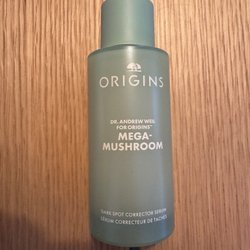 ORIGINS
DR. ANDREW WEIL
FOR ORIGINS™
MEGA-
MUSHROOM
DARK SPOT CORRECTOR SERUM
SÉRUM CORRECTEUR DE TACHES